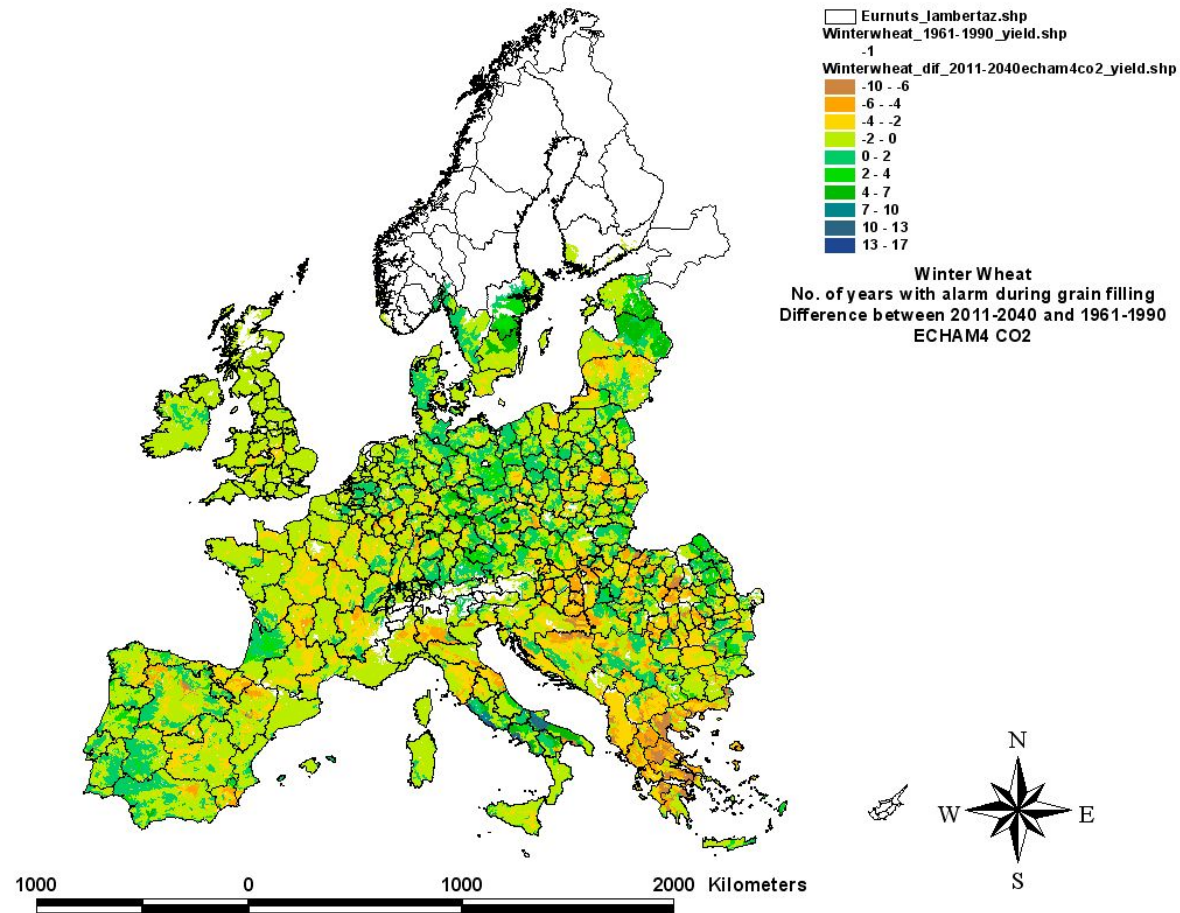 Eurnuts_lambertaz.shp
Winterwheat_1961-1990_yield.shp
-1
Winterwheat_dif_2011-2040echam4co2_yield.shp
-10 - -6
-6 - -4
-4 - -2
-2 - 0
0 - 2
2 - 4
4 - 7
7 - 10
10 - 13
13 - 17
Winter Wheat
No. of years with alarm during grain filling
Difference between 2011-2040 and 1961-1990
ECHAM4 CO2
N
W E
S
1000 0 1000 2000 Kilometers